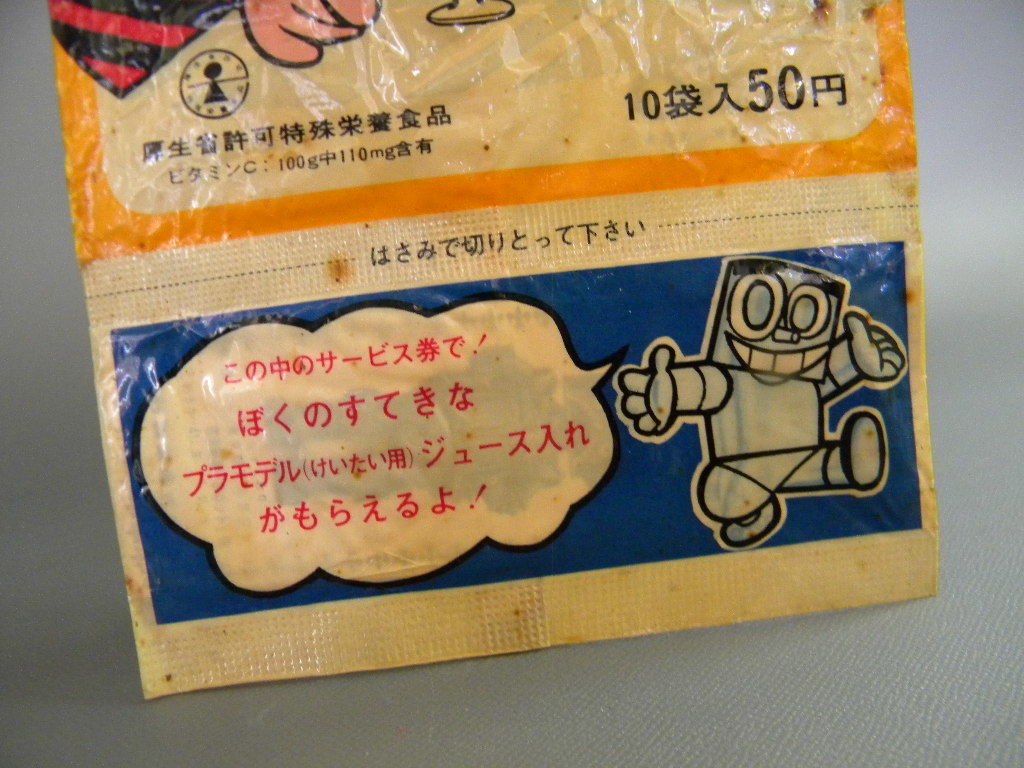 10袋入50円
厚生省許可特殊栄養食品
ビタミンC：100g中110mg含有
はさみで切りとって下さい
この中のサービス券で！
ぼくのすてきな
プラモデル(けいたい用)ジュース入れ
がもらえるよ！